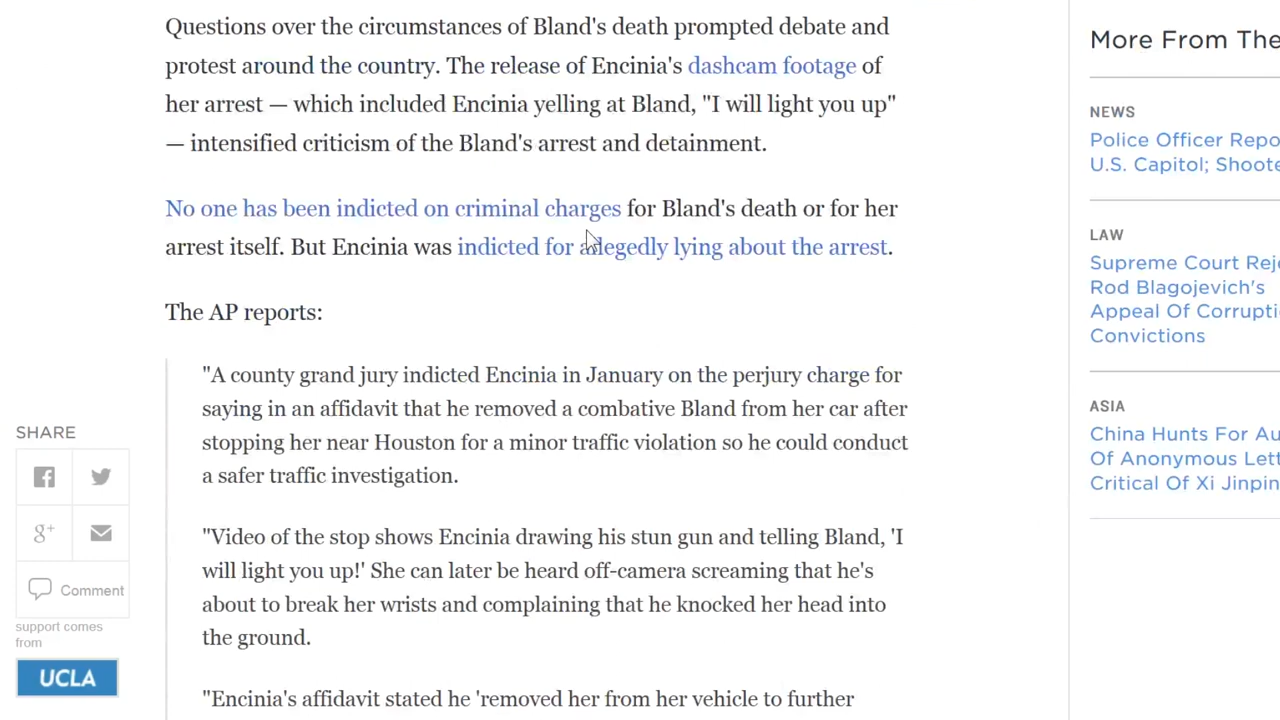 Questions over the circumstances of Bland's death prompted debate and
protest around the country. The release of Encinia's dashcam footage of
her arrest — which included Encinia yelling at Bland, "I will light you up"
— intensified criticism of the Bland's arrest and detainment.
No one has been indicted on criminal charges for Bland's death or for her
arrest itself. But Encinia was indicted for allegedly lying about the arrest.
The AP reports:
"A county grand jury indicted Encinia in January on the perjury charge for
saying in an affidavit that he removed a combative Bland from her car after
stopping her near Houston for a minor traffic violation so he could conduct
a safer traffic investigation.
"Video of the stop shows Encinia drawing his stun gun and telling Bland, 'I
will light you up!' She can later be heard off-camera screaming that he's
about to break her wrists and complaining that he knocked her head into
the ground.
"Encinia's affidavit stated he 'removed her from her vehicle to further
SHARE
g+
Comment
support comes
from
UCLA
More From The
NEWS
Police Officer Repo
U.S. Capitol; Shoote
LAW
Supreme Court Reje
Rod Blagojevich's
Appeal Of Corrupti
Convictions
ASIA
China Hunts For Au
Of Anonymous Lett
Critical Of Xi Jinpin